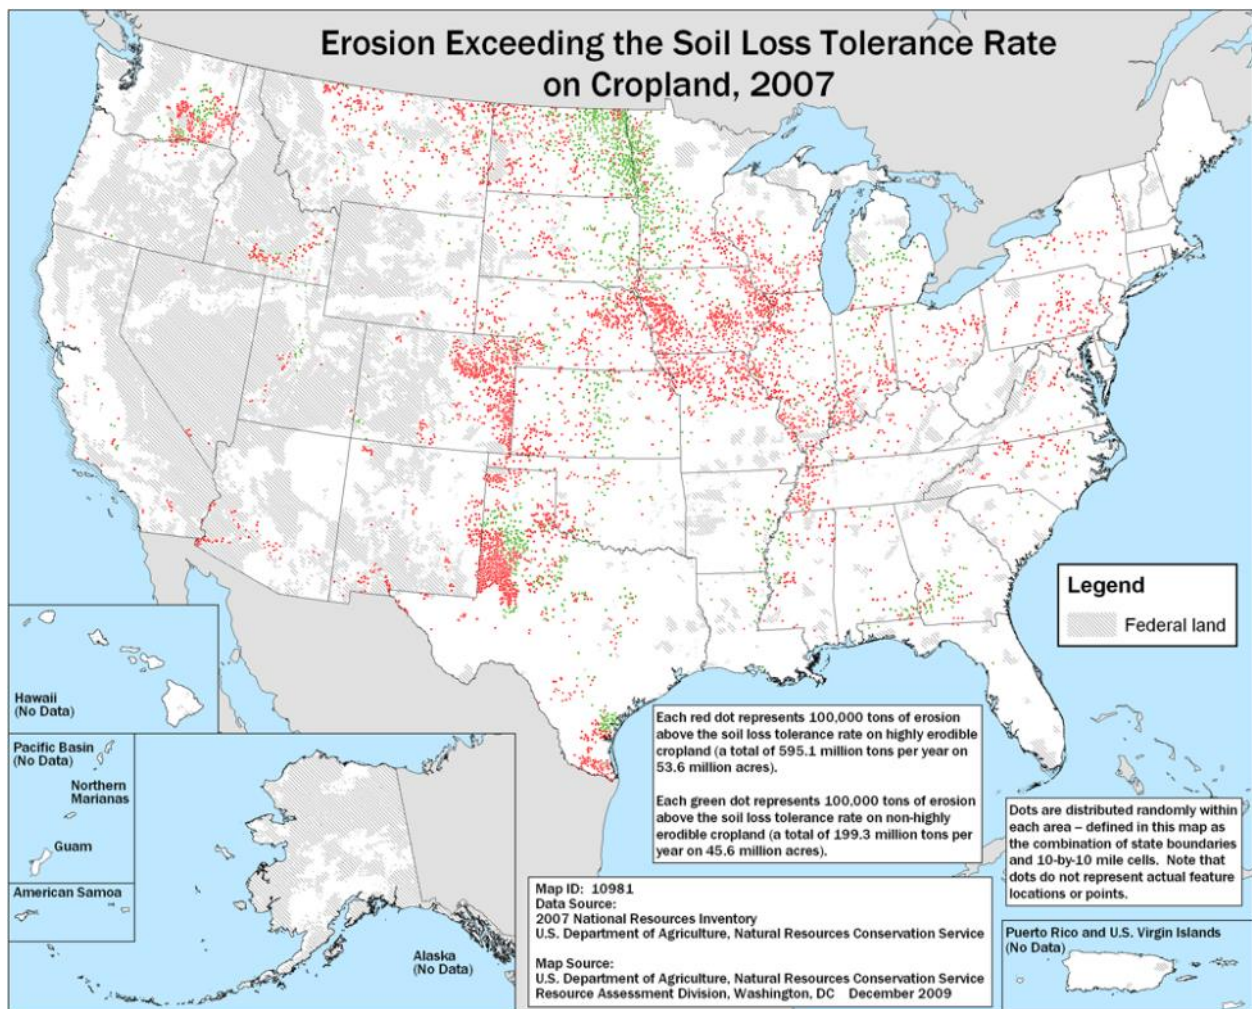 Erosion Exceeding the Soil Loss Tolerance Rate
on Cropland, 2007
Legend
Federal land
Hawaii
(No Data)
Pacific Basin
(No Data)
Northern
Marianas
Guam
American Samoa
Alaska
(No Data)
Each red dot represents 100,000 tons of erosion
above the soil loss tolerance rate on highly erodible
cropland (a total of 595.1 million tons per year on
53.6 million acres).
Each green dot represents 100,000 tons of erosion
above the soil loss tolerance rate on non-highly
erodible cropland (a total of 199.3 million tons per
year on 45.6 million acres).
Dots are distributed randomly within
each area – defined in this map as
the combination of state boundaries
and 10-by-10 mile cells.  Note that
dots do not represent actual feature
locations or points.
Map ID:  10981
Data Source:
2007 National Resources Inventory
U.S. Department of Agriculture, Natural Resources Conservation Service
Map Source:
U.S. Department of Agriculture, Natural Resources Conservation Service
Resource Assessment Division, Washington, DC    December 2009
Puerto Rico and U.S. Virgin Islands
(No Data)